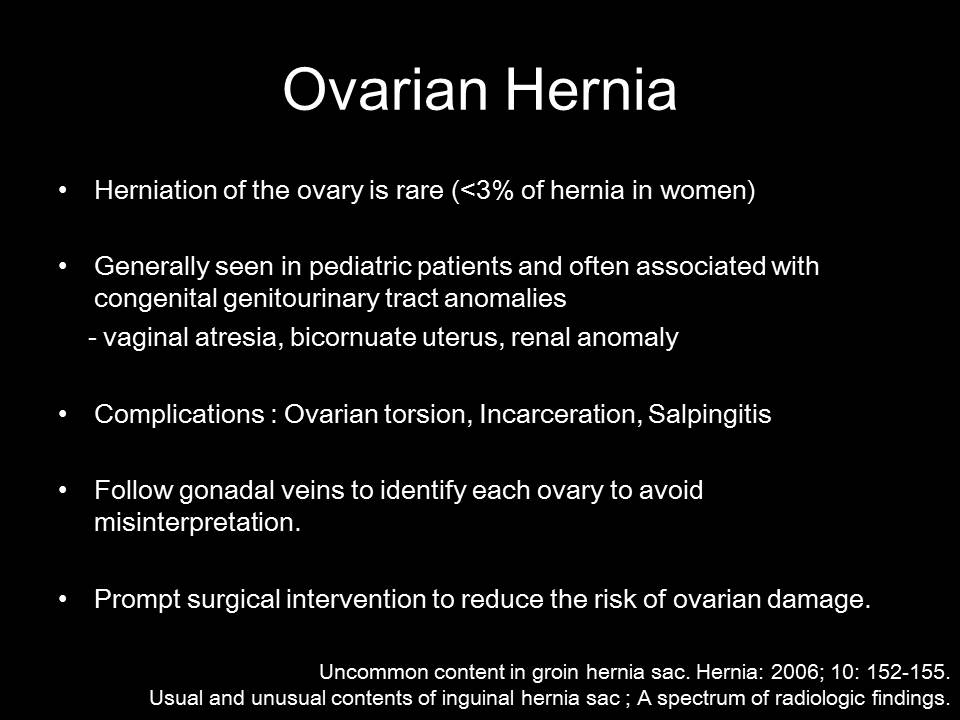 Ovarian Hernia
• Herniation of the ovary is rare (<3% of hernia in women)
• Generally seen in pediatric patients and often associated with
congenital genitourinary tract anomalies
- vaginal atresia, bicornuate uterus, renal anomaly
• Complications : Ovarian torsion, Incarceration, Salpingitis
• Follow gonadal veins to identify each ovary to avoid
misinterpretation.
• Prompt surgical intervention to reduce the risk of ovarian damage.
Uncommon content in groin hernia sac. Hernia: 2006; 10: 152-155.
Usual and unusual contents of inguinal hernia sac ; A spectrum of radiologic findings.